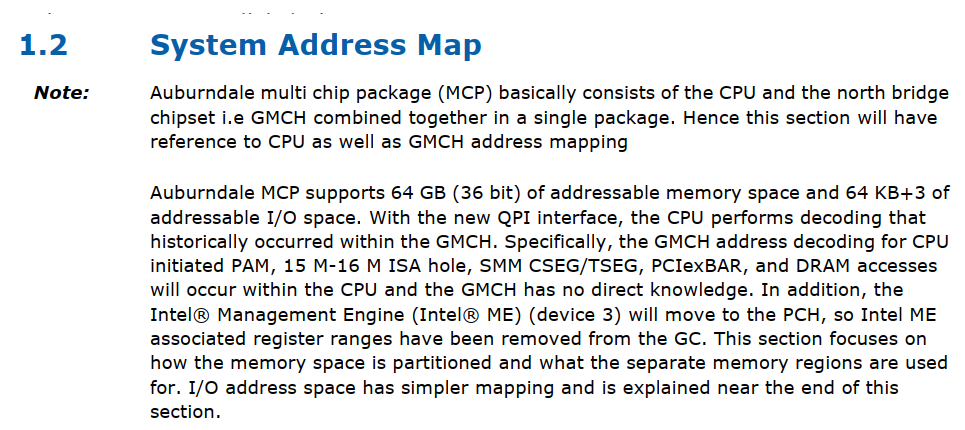 1.2 System Address Map
Note: Auburndale multi chip package (MCP) basically consists of the CPU and the north bridge
chipset i.e GMCH combined together in a single package. Hence this section will have
reference to CPU as well as GMCH address mapping
Auburndale MCP supports 64 GB (36 bit) of addressable memory space and 64 KB+3 of
addressable I/O space. With the new QPI interface, the CPU performs decoding that
historically occurred within the GMCH. Specifically, the GMCH address decoding for CPU
initiated PAM, 15 M-16 M ISA hole, SMM CSEG/TSEG, PCIexBAR, and DRAM accesses
will occur within the CPU and the GMCH has no direct knowledge. In addition, the
Intel® Management Engine (Intel® ME) (device 3) will move to the PCH, so Intel ME
associated register ranges have been removed from the GC. This section focuses on
how the memory space is partitioned and what the separate memory regions are used
for. I/O address space has simpler mapping and is explained near the end of this
section.